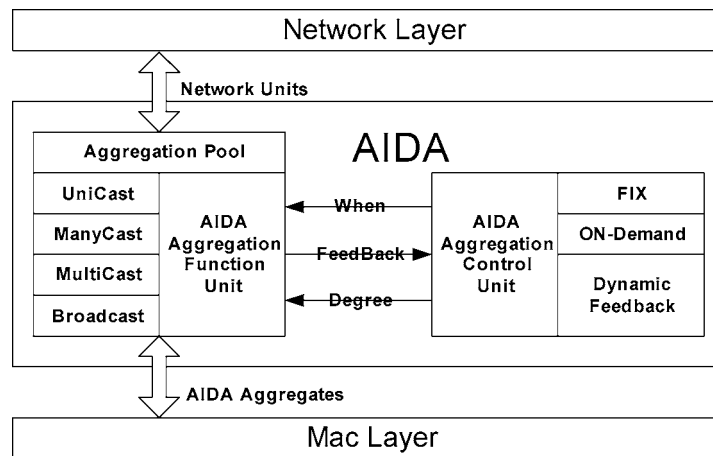 Network Layer
Network Units
AIDA
Aggregation Pool
UniCast
ManyCast
MultiCast
Broadcast
AIDA
Aggregation
Function
Unit
When
FeedBack
Degree
AIDA
Aggregation
Control
Unit
FIX
ON-Demand
Dynamic
Feedback
AIDA Aggregates
Mac Layer